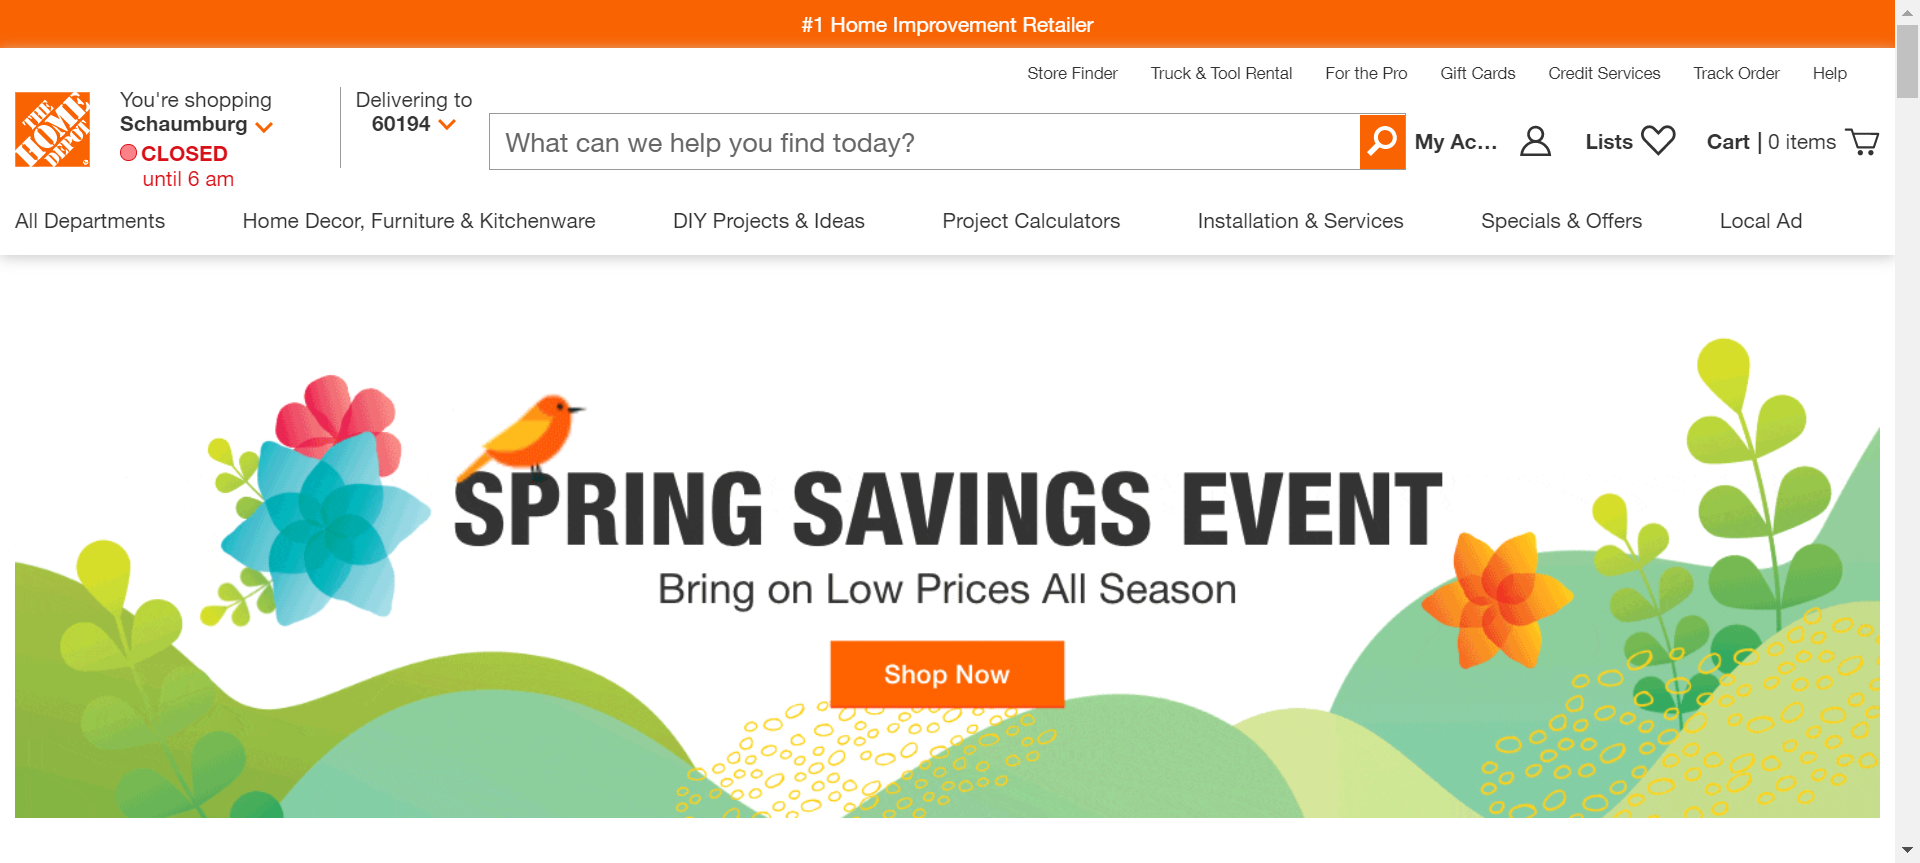 #1 Home Improvement Retailer
Store Finder
Truck & Tool Rental
For the Pro
Gift Cards
Credit Services
Track Order
Help
THE
HOME
DEPOT
You're shopping
Schaumburg
CLOSED
until 6 am
Delivering to
60194
What can we help you find today?
My Ac...
Lists
Cart | 0 items
All Departments
Home Decor, Furniture & Kitchenware
DIY Projects & Ideas
Project Calculators
Installation & Services
Specials & Offers
Local Ad
SPRING SAVINGS EVENT
Bring on Low Prices All Season
Shop Now